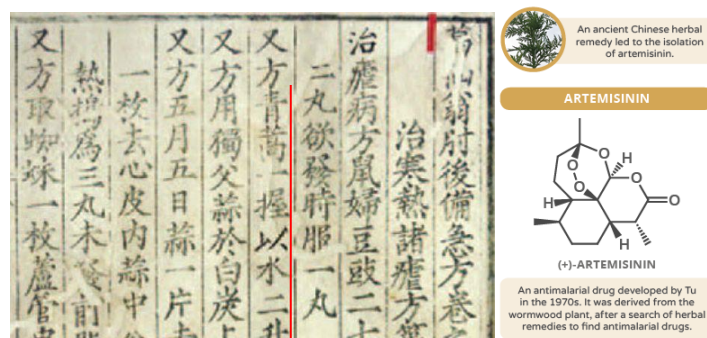 翁肘後備急方卷
治寒熱諸瘧方
治瘧病方鼠婦豆豉二十
二丸欲發時服一丸
又方青蒿一握以水二升
又方用獨父蒜於白炭上
又方五月五日蒜一片去
一枚去心皮內蒜中
熱搗爲三丸未發前
又方取蜘蛛一枚蘆管
An ancient Chinese herbal
remedy led to the isolation
of artemisinin.
ARTEMISININ
O
O
O
O
O
H
H
H
(+)-ARTEMISININ
An antimalarial drug developed by Tu
in the 1970s. It was derived from the
wormwood plant, after a search of herbal
remedies to find antimalarial drugs.